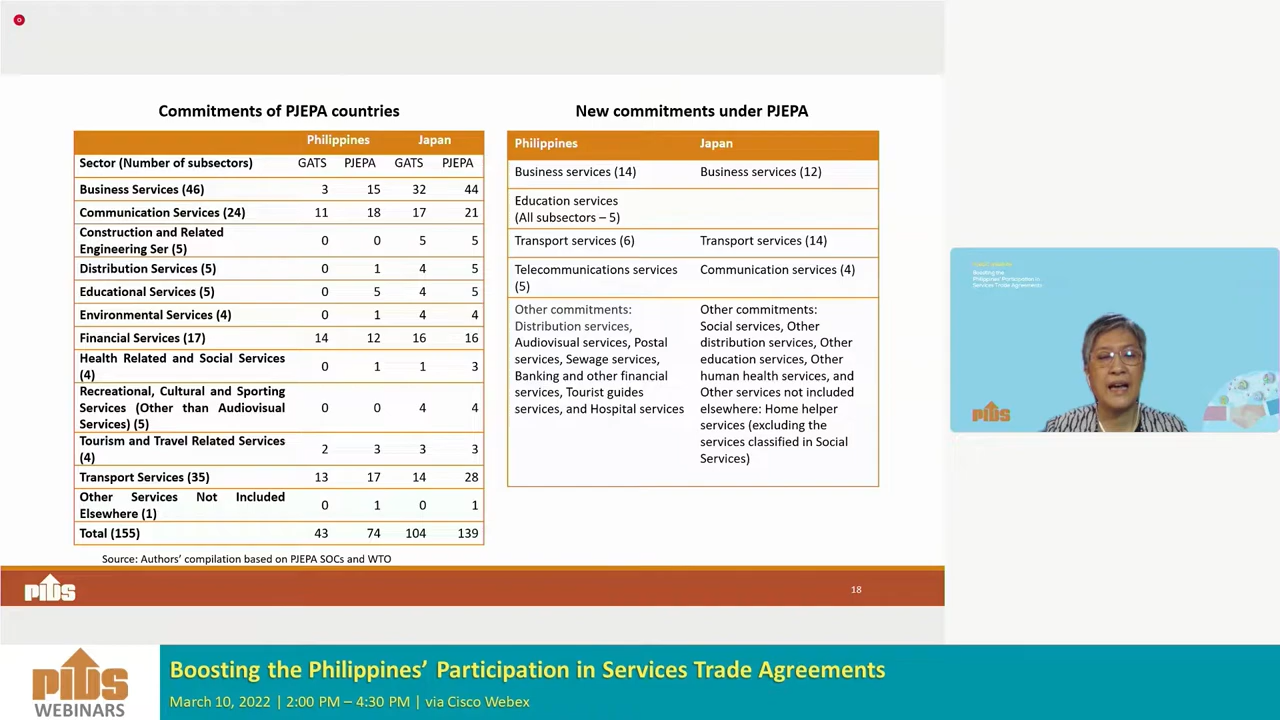 Commitments of PJEPA countries
Philippines Japan
Sector (Number of subsectors) GATS PJEPA GATS PJEPA
Business Services (46) 3 15 32 44
Communication Services (24) 11 18 17 21
Construction and Related
Engineering Ser (5) 0 0 5 5
Distribution Services (5) 0 1 4 5
Educational Services (5) 0 5 4 5
Environmental Services (4) 0 1 4 4
Financial Services (17) 14 12 16 16
Health Related and Social Services
(4) 0 1 1 3
Recreational, Cultural and Sporting
Services (Other than Audiovisual
Services) (5) 0 0 4 4
Tourism and Travel Related Services
(4) 2 3 3 3
Transport Services (35) 13 17 14 28
Other Services Not Included
Elsewhere (1) 0 1 0 1
Total (155) 43 74 104 139
Source: Authors' compilation based on PJEPA SOCs and WTO
New commitments under PJEPA
Philippines Japan
Business services (14) Business services (12)
Education services
(All subsectors – 5)
Transport services (6) Transport services (14)
Telecommunications services
(5)
Communication services (4)
Other commitments:
Distribution services,
Audiovisual services, Postal
services, Sewage services,
Banking and other financial
services, Tourist guides
services, and Hospital services
Other commitments:
Social services, Other
distribution services, Other
education services, Other
human health services, and
Other services not included
elsewhere: Home helper
services (excluding the
services classified in Social
Services)
PIDS
18
Boosting the
Philippines' Participation in
Services Trade Agreements
PIDS
PIDS
WEBINARS
Boosting the Philippines' Participation in Services Trade Agreements
March 10, 2022 | 2:00 PM – 4:30 PM | via Cisco Webex